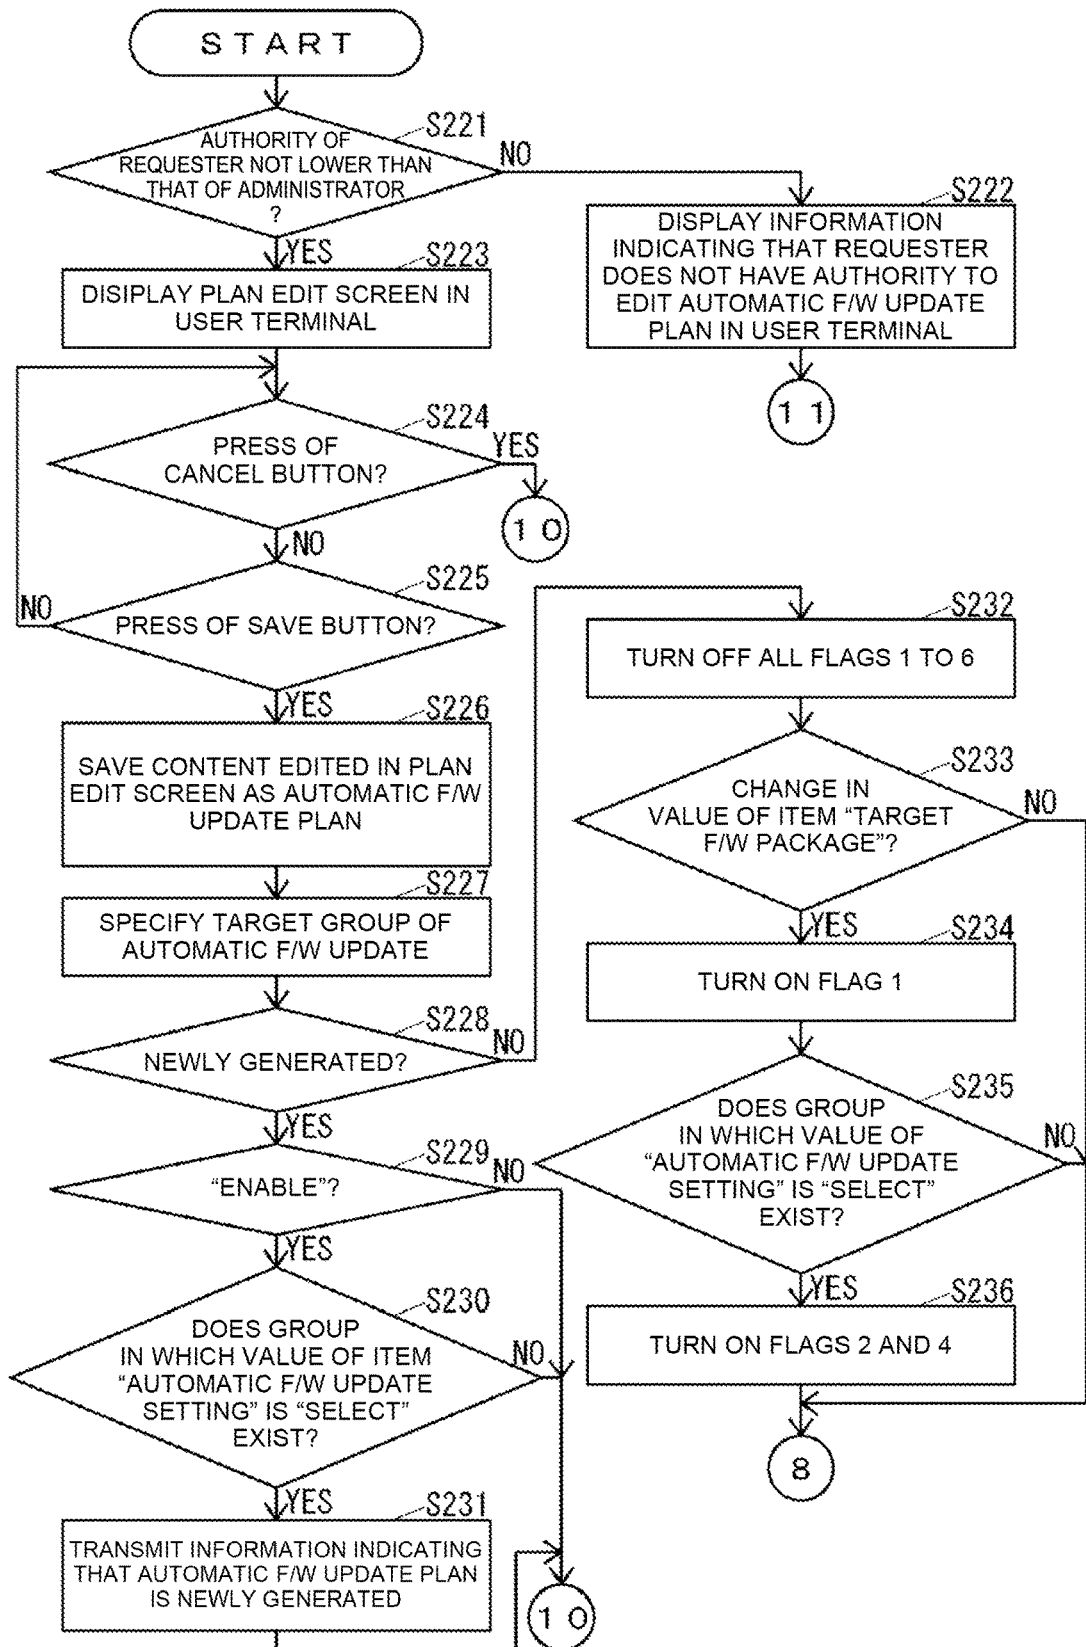 START
S221
AUTHORITY OF
REQUESTER NOT LOWER THAN
THAT OF ADMINISTRATOR
?
NO
YES
S222
DISPLAY INFORMATION
INDICATING THAT REQUESTER
DOES NOT HAVE AUTHORITY TO
EDIT AUTOMATIC F/W UPDATE
PLAN IN USER TERMINAL
11
S223
DISIPLAY PLAN EDIT SCREEN IN
USER TERMINAL
S224
PRESS OF
CANCEL BUTTON?
YES
10
NO
S225
PRESS OF SAVE BUTTON?
NO
YES
S226
SAVE CONTENT EDITED IN PLAN
EDIT SCREEN AS AUTOMATIC F/W
UPDATE PLAN
S227
SPECIFY TARGET GROUP OF
AUTOMATIC F/W UPDATE
S228
NEWLY GENERATED?
NO
YES
S229
“ENABLE”?
NO
YES
S230
DOES GROUP
IN WHICH VALUE OF ITEM
“AUTOMATIC F/W UPDATE
SETTING” IS “SELECT”
EXIST?
NO
YES
S231
TRANSMIT INFORMATION INDICATING
THAT AUTOMATIC F/W UPDATE PLAN
IS NEWLY GENERATED
10
S232
TURN OFF ALL FLAGS 1 TO 6
S233
CHANGE IN
VALUE OF ITEM “TARGET
F/W PACKAGE”?
NO
YES
S234
TURN ON FLAG 1
S235
DOES GROUP
IN WHICH VALUE OF
“AUTOMATIC F/W UPDATE
SETTING” IS “SELECT”
EXIST?
NO
YES
S236
TURN ON FLAGS 2 AND 4
8